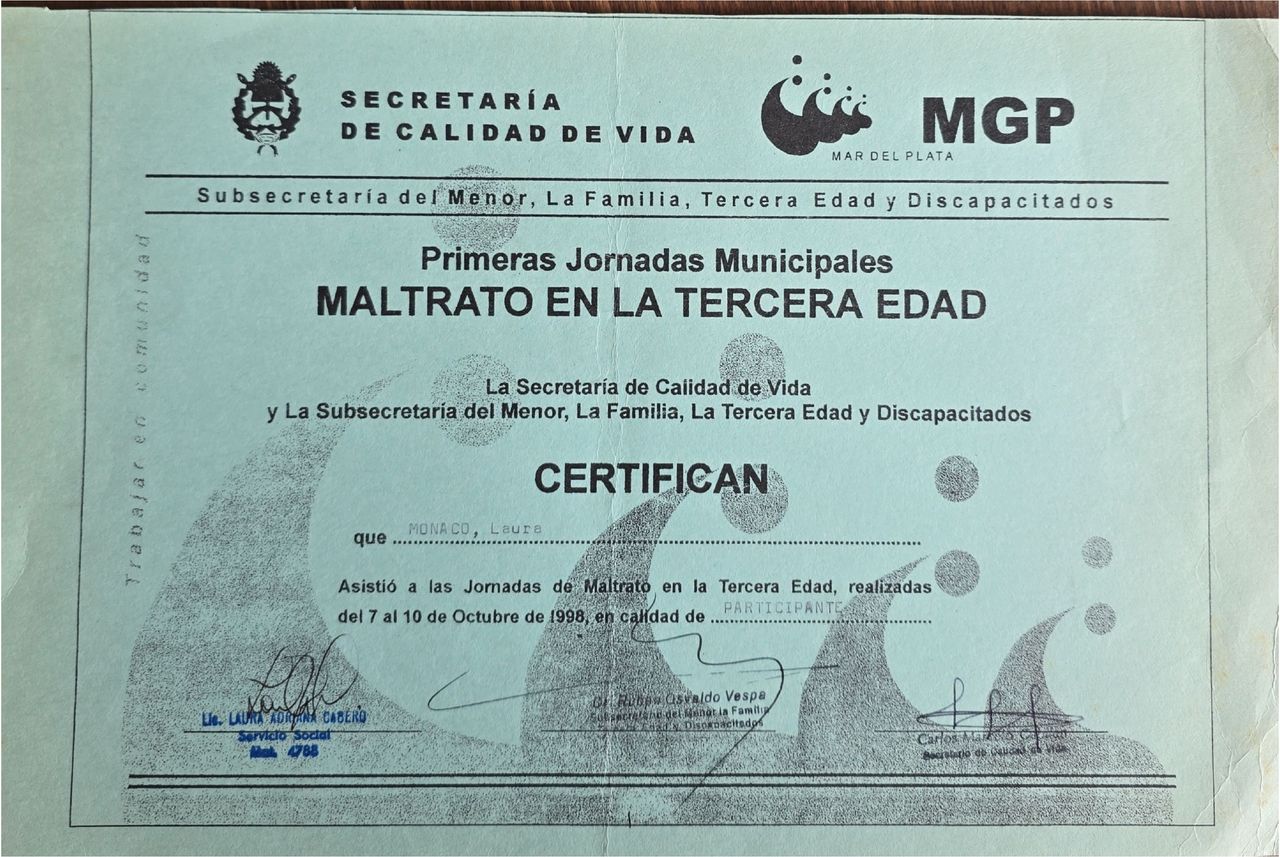 SECRETARÍA
DE CALIDAD DE VIDA
MGP
MAR DEL PLATA
Subsecretaría del Menor, La Familia, Tercera Edad y Discapacitados
Trabajar en comunidad
Primeras Jornadas Municipales
MALTRATO EN LA TERCERA EDAD
La Secretaría de Calidad de Vida
y La Subsecretaría del Menor, La Familia, La Tercera Edad y Discapacitados
CERTIFICAN
que MONACO, Laura
Asistió a las Jornadas de Maltrato en la Tercera Edad, realizadas
del 7 al 10 de Octubre de 1998, en calidad de PARTICIPANTE
Lic. LAURA ADRIANA CABERO
Servicio Social
Mat. 4788
Dr. Rubén Osvaldo Vespa
Subsecretario del Menor la Familia
Discapacitados
Carlos
Secretario de Calidad de Vida